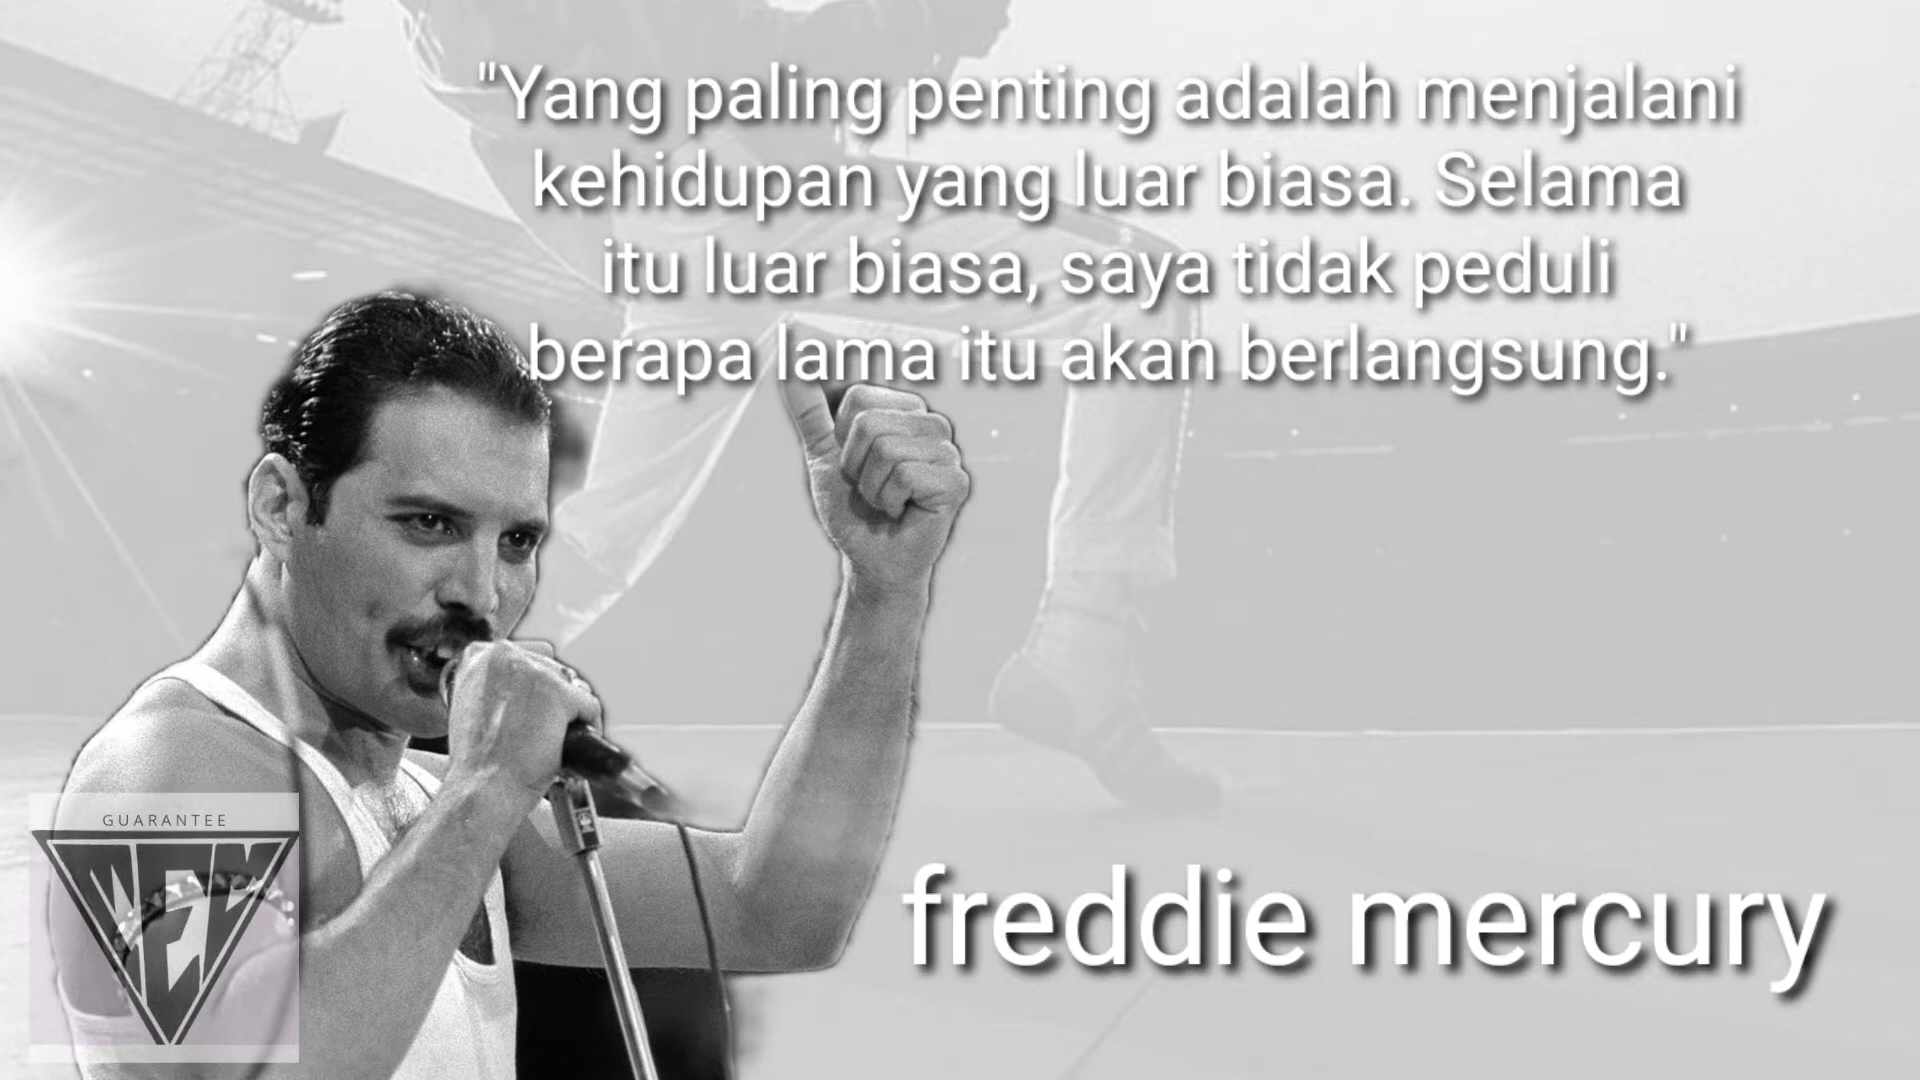 "Yang paling penting adalah menjalani
kehidupan yang luar biasa. Selama
itu luar biasa, saya tidak peduli
berapa lama itu akan berlangsung."
GUARANTEE
freddie mercury